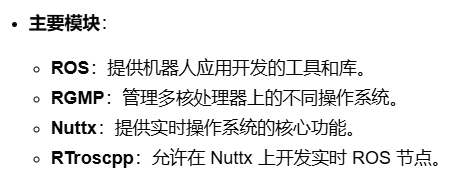 • 主要模块：
○ ROS：提供机器人应用开发的工具和库。
○ RGMP：管理多核处理器上的不同操作系统。
○ Nuttx：提供实时操作系统的核心功能。
○ RTroscpp：允许在 Nuttx 上开发实时 ROS 节点。